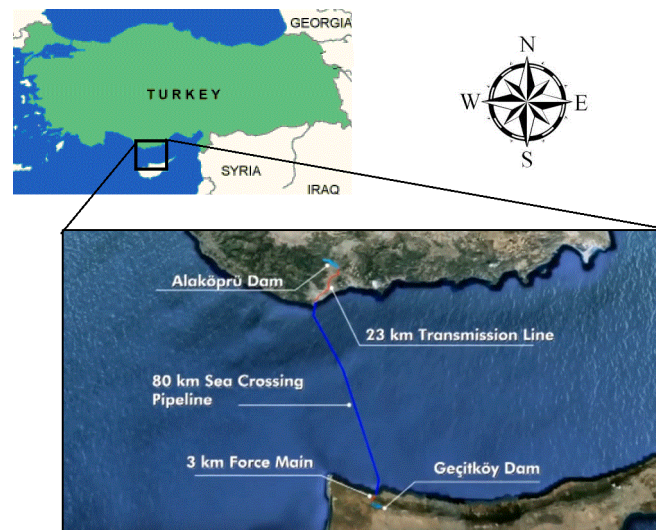 GEORGIA
TURKEY
SYRIA
IRAQ
N
W
E
S
Alaköprü Dam
23 km Transmission Line
80 km Sea Crossing
Pipeline
3 km Force Main
Geçitköy Dam